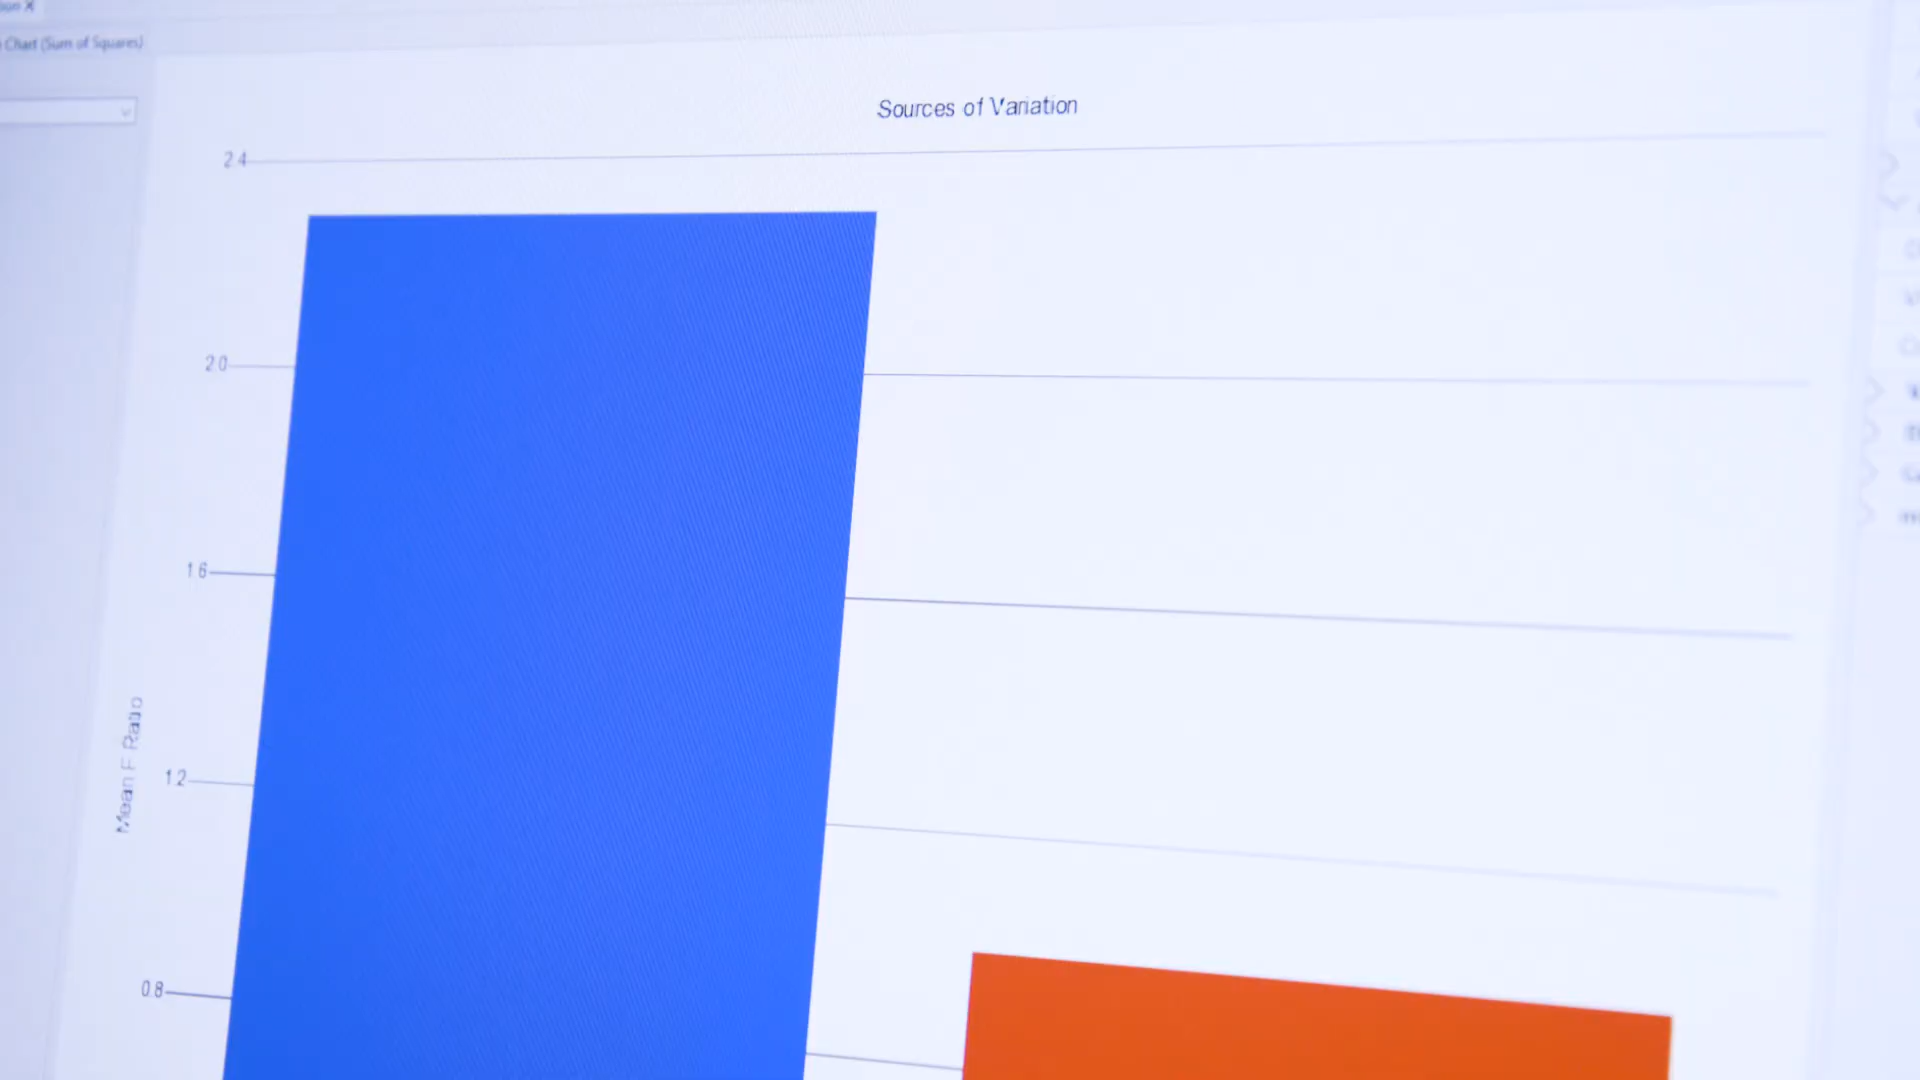 Chart (Sum of Squares)
Sources of Variation
2.4
2.0
1.6
1.2
0.8
Mean F Ratio